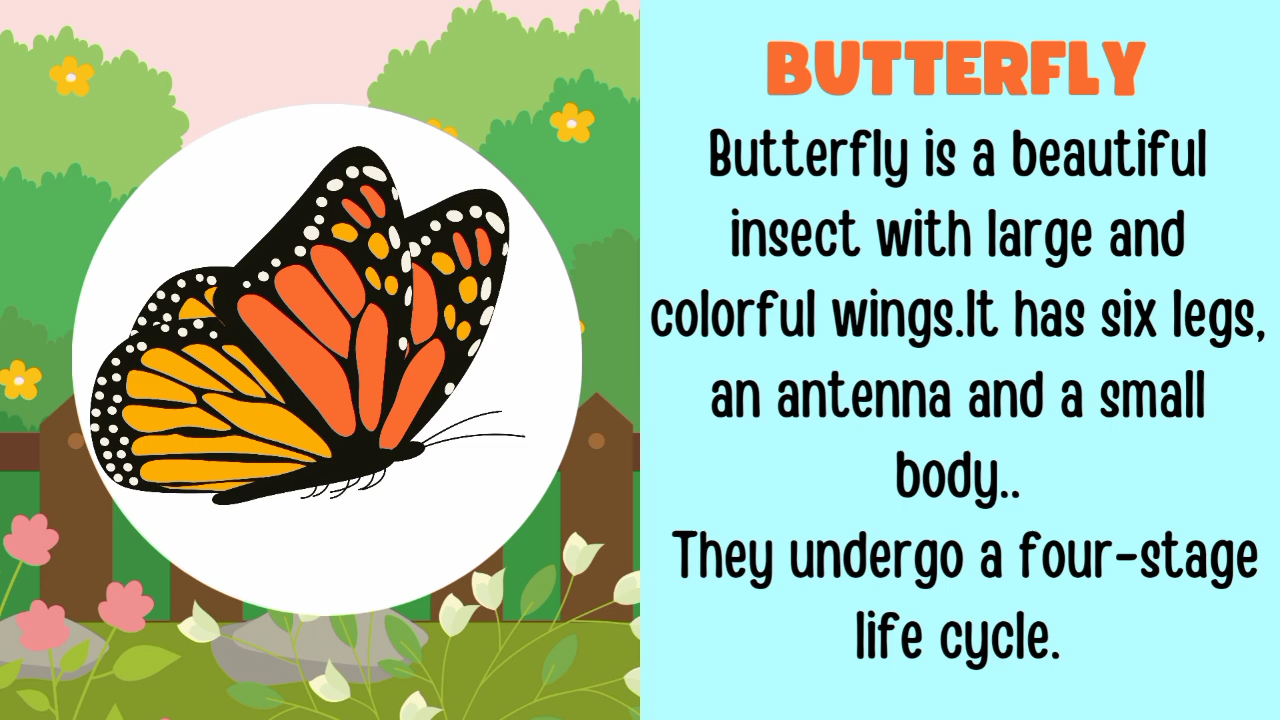 BUTTERFLY
Butterfly is a beautiful
insect with large and
colorful wings.It has six legs,
an antenna and a small
body..
They undergo a four-stage
life cycle.